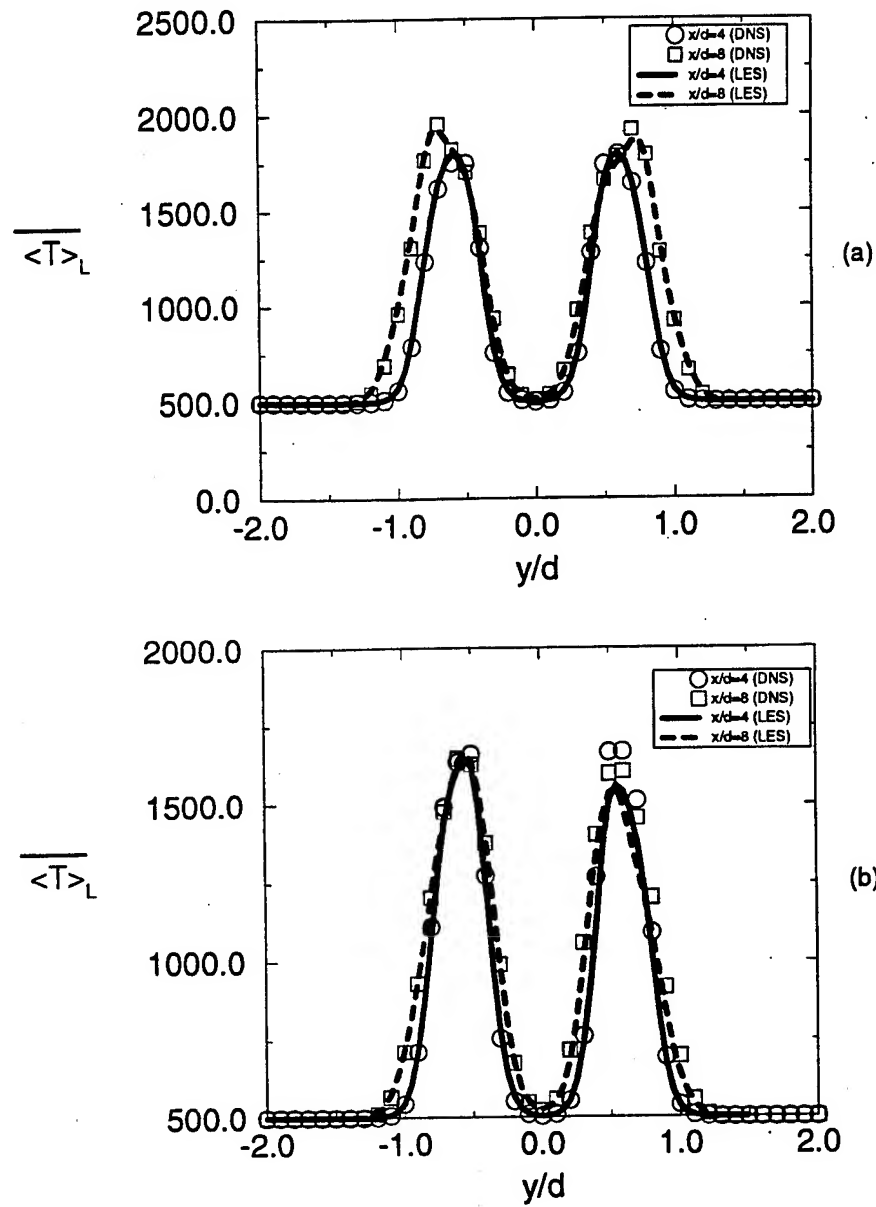 2500.0
2000.0
1500.0
1000.0
500.0
0.0
<T>L
-2.0 -1.0 0.0 1.0 2.0
y/d
x/d=4 (DNS)
x/d=8 (DNS)
x/d=4 (LES)
x/d=8 (LES)
(a)
2000.0
1500.0
1000.0
500.0
<T>L
-2.0 -1.0 0.0 1.0 2.0
y/d
x/d=4 (DNS)
x/d=8 (DNS)
x/d=4 (LES)
x/d=8 (LES)
(b)